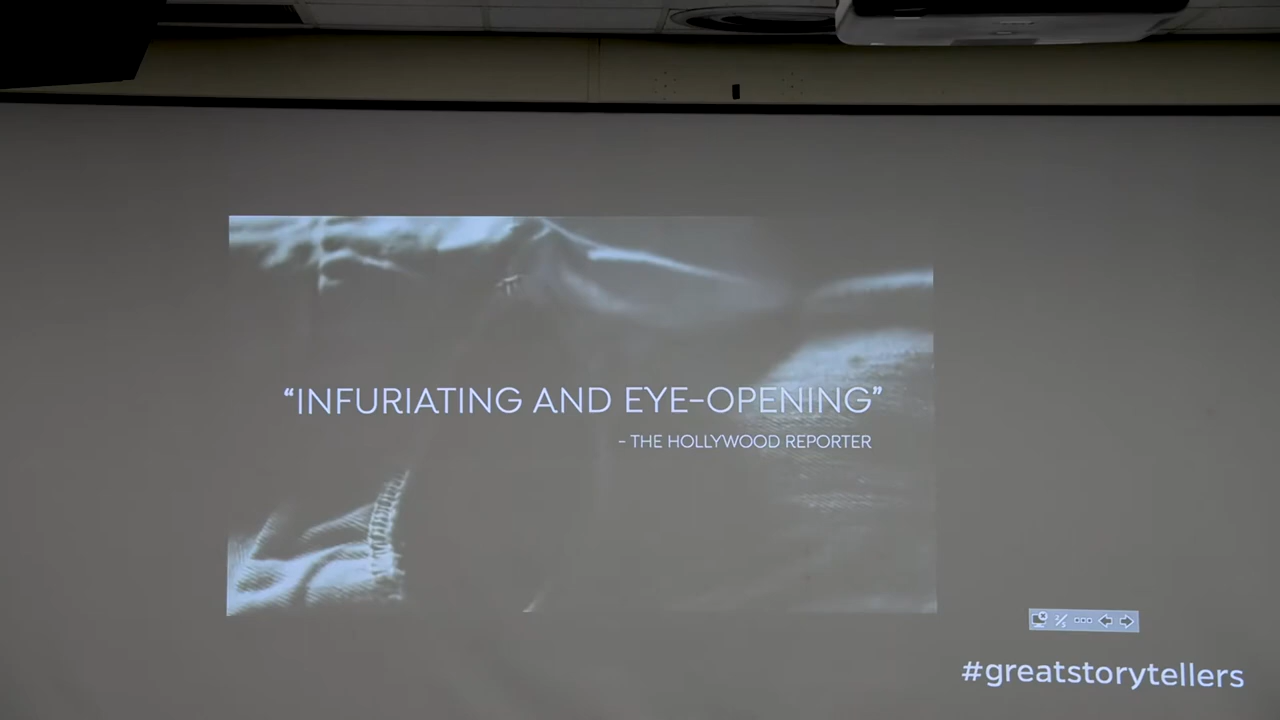 “INFURIATING AND EYE-OPENING”
- THE HOLLYWOOD REPORTER
#greatstorytellers